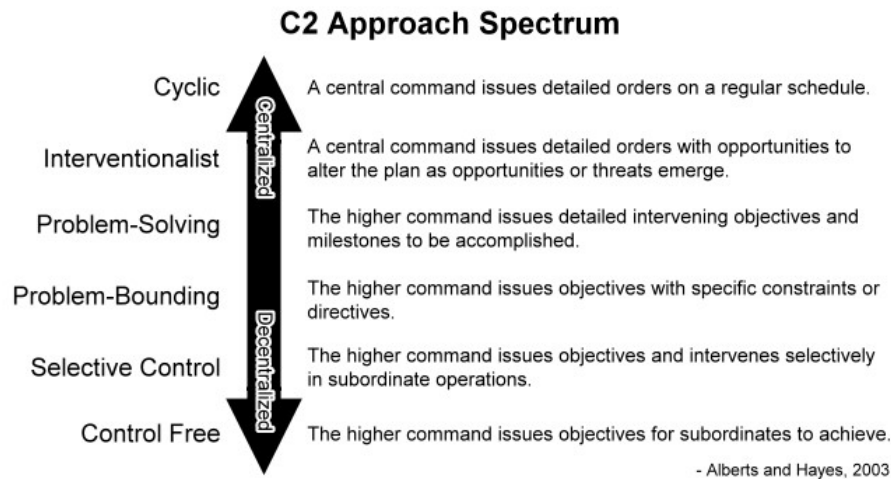 C2 Approach Spectrum
Cyclic
A central command issues detailed orders on a regular schedule.
Centralized
Interventionalist
A central command issues detailed orders with opportunities to
alter the plan as opportunities or threats emerge.
Problem-Solving
The higher command issues detailed intervening objectives and
milestones to be accomplished.
Problem-Bounding
The higher command issues objectives with specific constraints or
directives.
Decentralized
Selective Control
The higher command issues objectives and intervenes selectively
in subordinate operations.
Control Free
The higher command issues objectives for subordinates to achieve.
- Alberts and Hayes, 2003